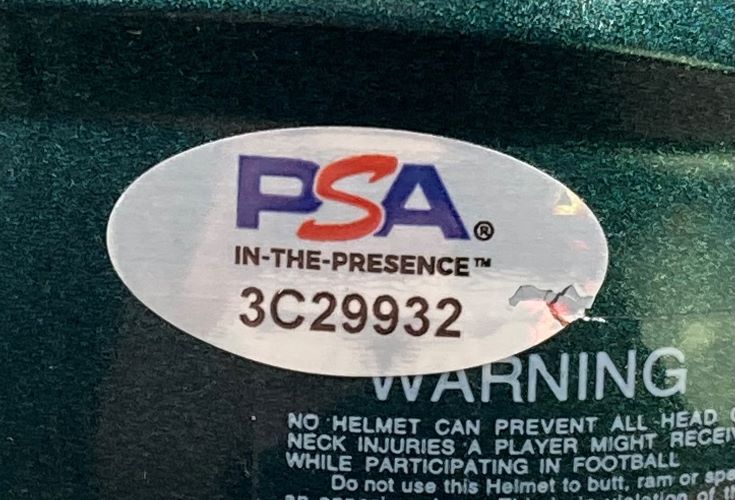 PSA®
IN-THE-PRESENCE™
3C29932
WARNING
NO HELMET CAN PREVENT ALL HEAD
NECK INJURIES A PLAYER MIGHT
WHILE PARTICIPATING IN FOOTBALL
Do not use this Helmet to butt, ram or